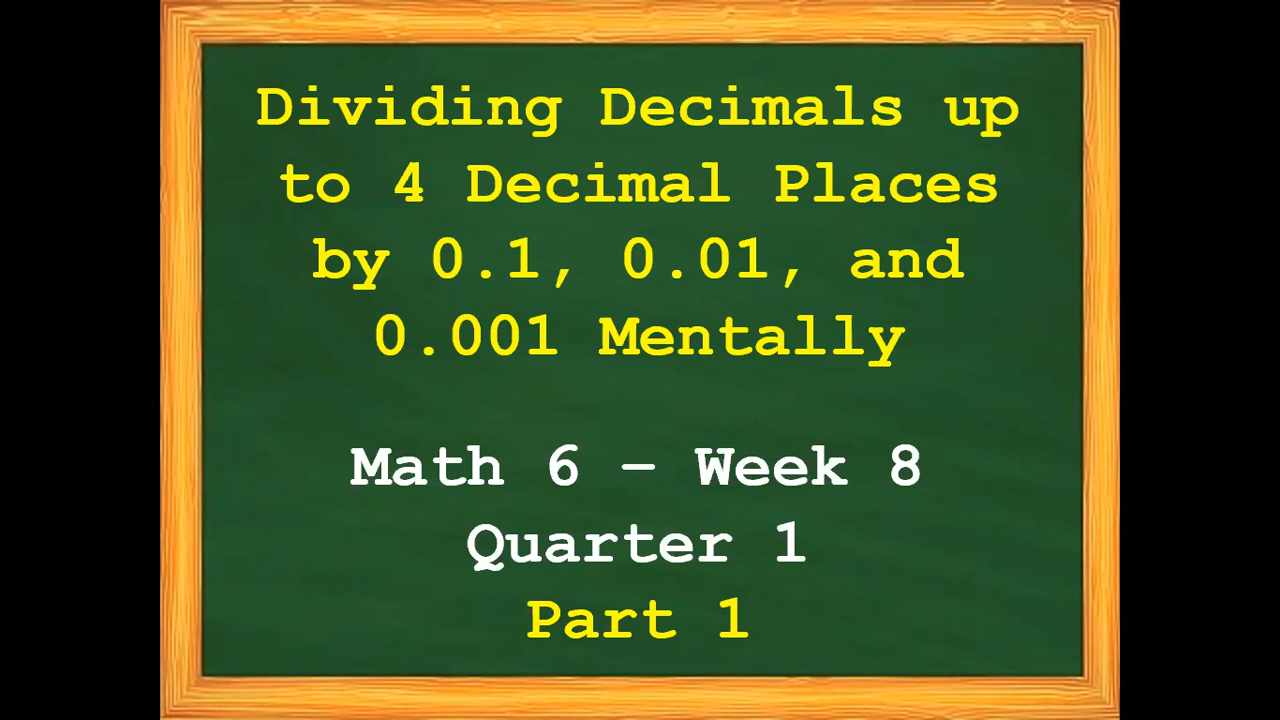 Dividing Decimals up
to 4 Decimal Places
by 0.1, 0.01, and
0.001 Mentally
Math 6 – Week 8
Quarter 1
Part 1